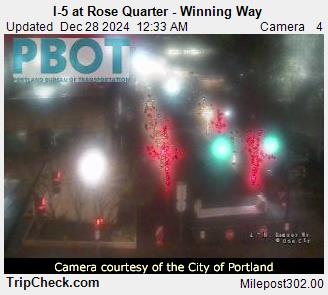 I-5 at Rose Quarter - Winning Way
Updated Dec 28 2024 12:33 AM Camera 4
PBOT
PORTLAND BUREAU OF TRANSPORTATION
Camera courtesy of the City of Portland
TripCheck.com Milepost302.00